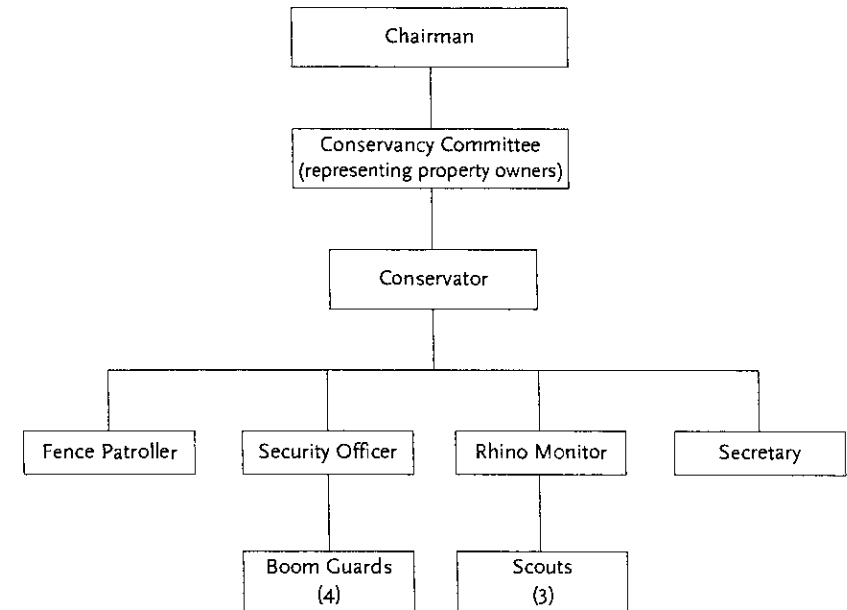 Chairman
Conservancy Committee
(representing property owners)
Conservator
Fence Patroller
Security Officer
Rhino Monitor
Secretary
Boom Guards
(4)
Scouts
(3)